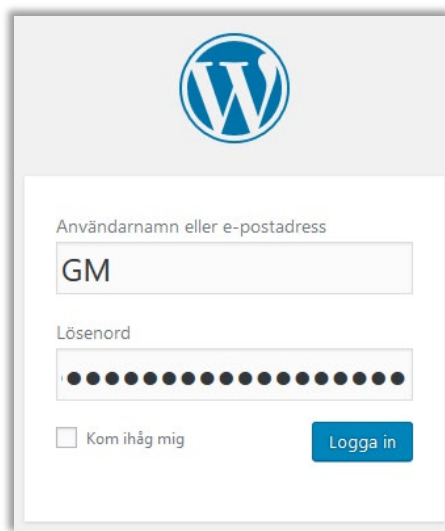 Användarnamn eller e-postadress
GM
Lösenord
Kom ihåg mig
Logga in